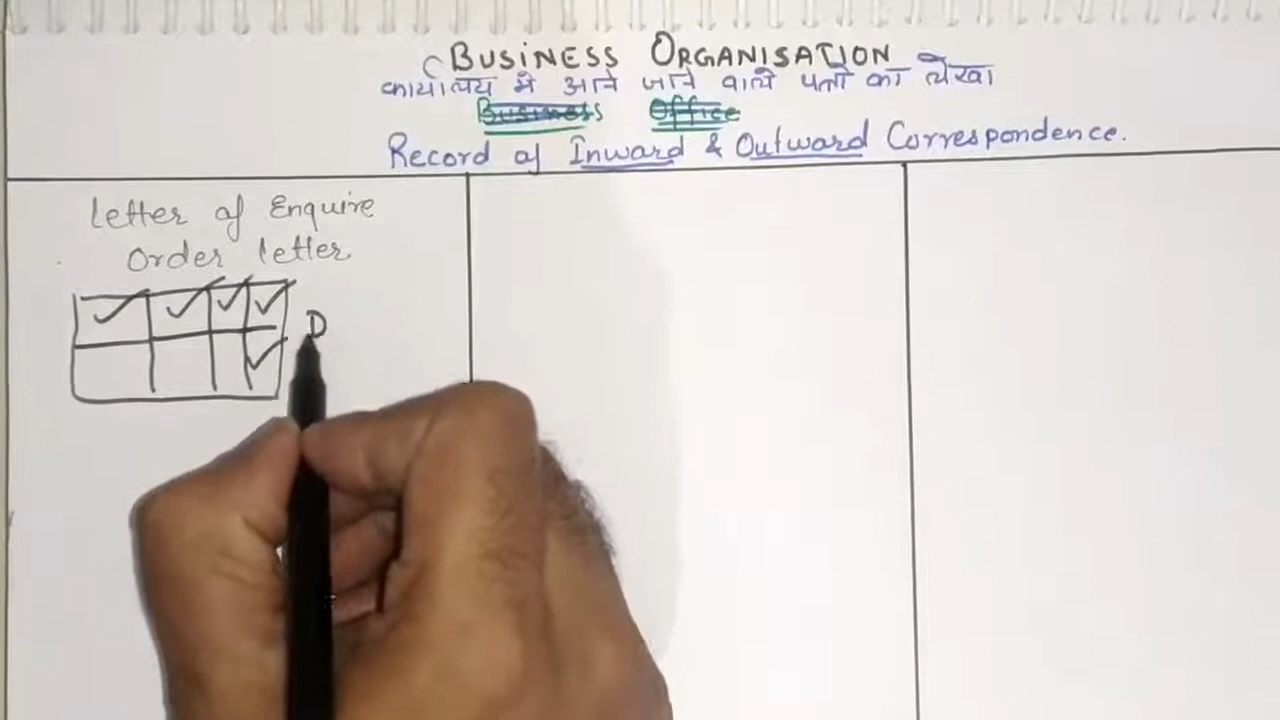 BUSINESS ORGANISATION
कार्यालय में आने जाने वाले पत्रों का लेखा
Business Office
Record of Inward & Outward Correspondence.
Letter of Enquire
Order letter.
D